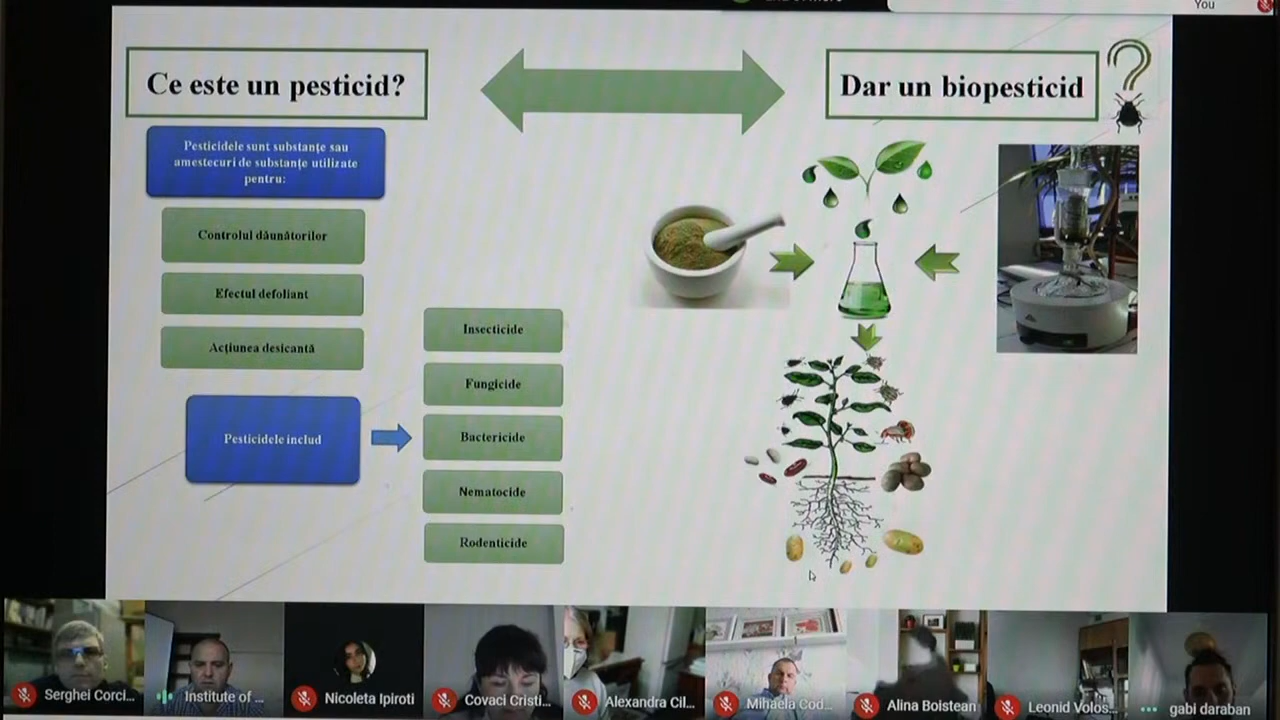 You
Ce este un pesticid?
Dar un biopesticid
?
Pesticidele sunt substanțe sau
amestecuri de substanțe utilizate
pentru:
Controlul dăunătorilor
Efectul defoliant
Acțiunea desicantă
Pesticidele includ
Insecticide
Fungicide
Bactericide
Nematocide
Rodenticide
Serghei Corci...
Institute of ...
Nicoleta Ipiroti
Covaci Cristi...
Alexandra Cil...
Mihaela Cod...
Alina Boistean
Leonid Volos...
gabi daraban